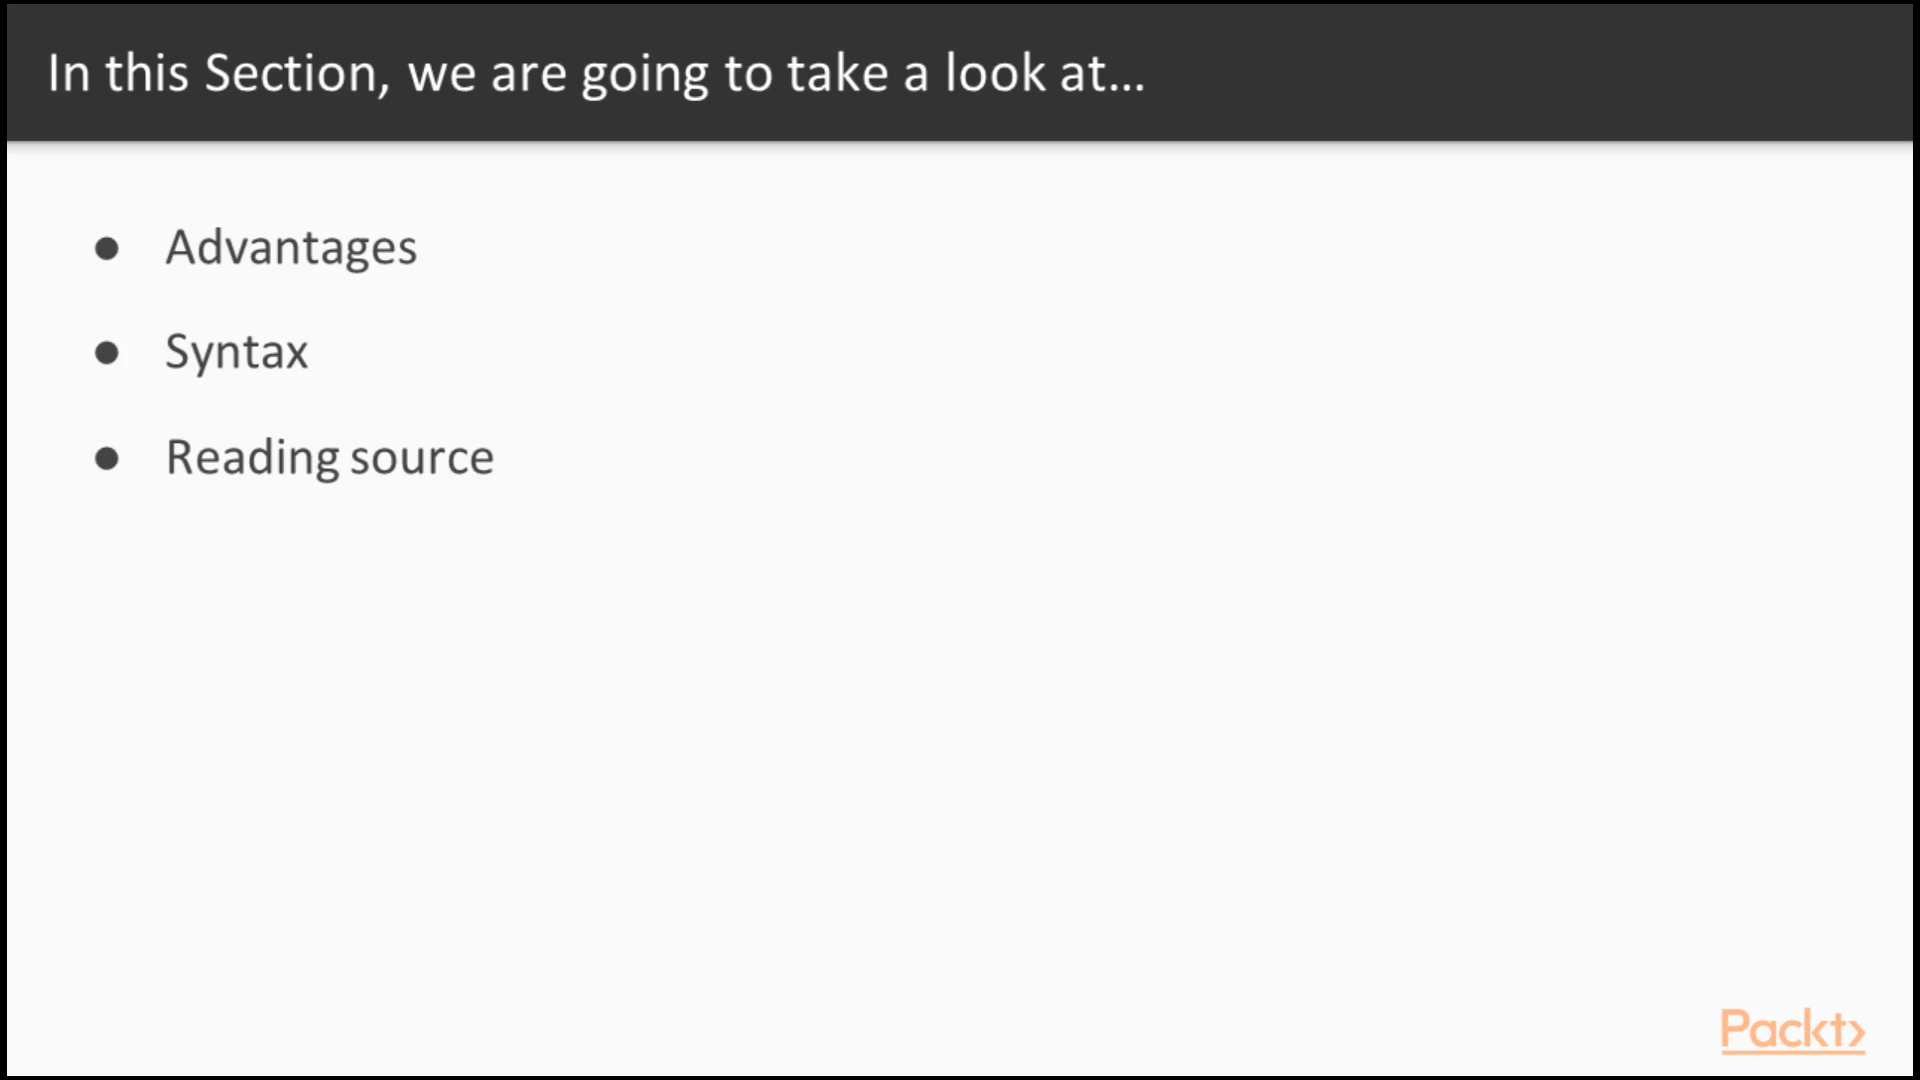 In this Section, we are going to take a look at...
● Advantages
● Syntax
● Reading source
Packt>